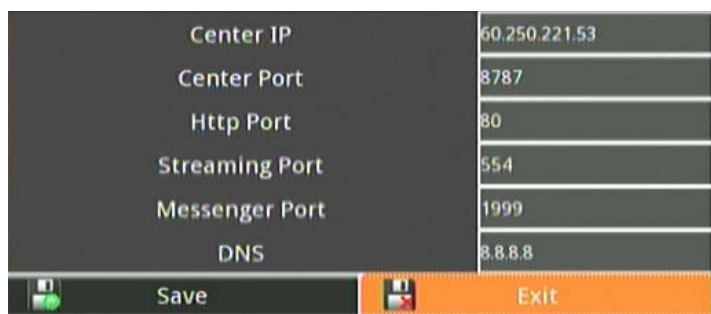 Center IP 60.250.221.53
Center Port 8787
Http Port 80
Streaming Port 554
Messenger Port 1999
DNS 8.8.8.8
Save Exit